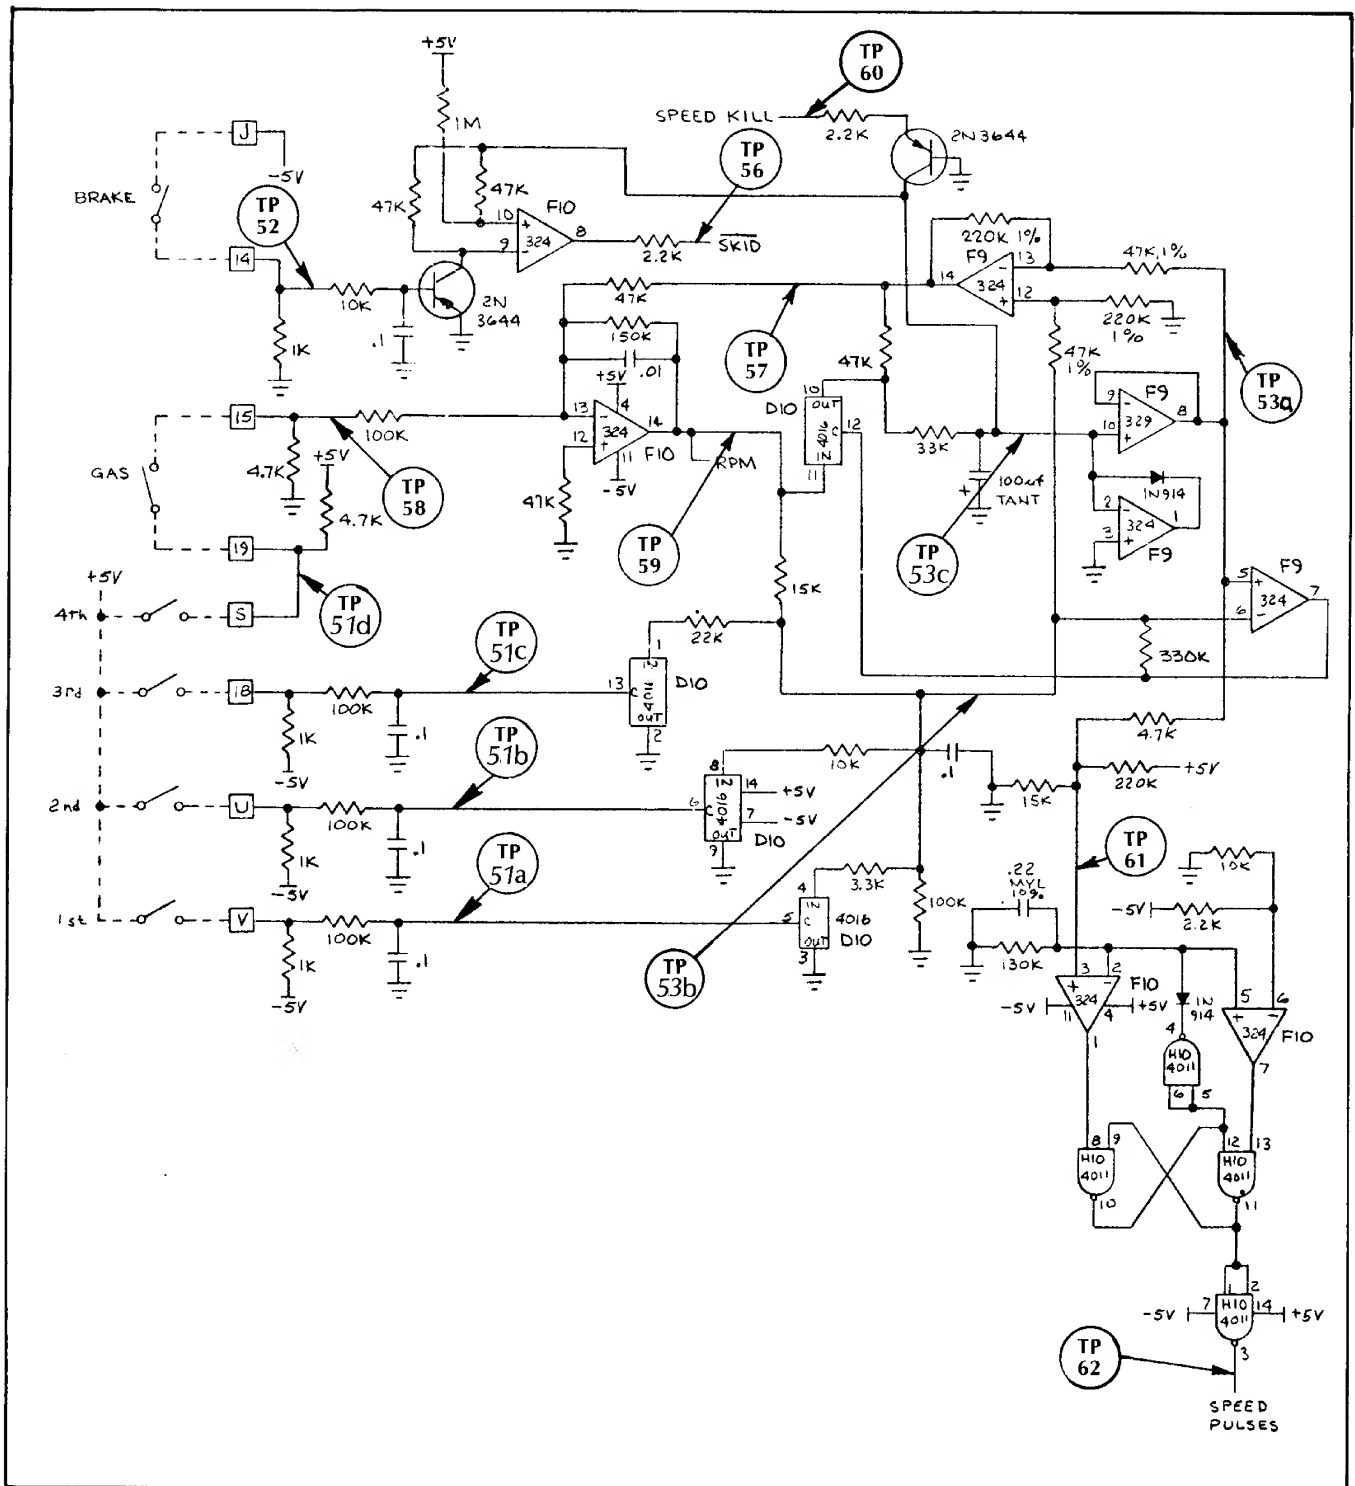 +5V
1M
TP 60
SPEED KILL
2.2K
2N3644
J
-5V
BRAKE
14
TP 52
10K
.1
1K
47K
47K
10
+
9
-
324
F10
8
2.2K
TP 56
SKID
2N 3644
220K 1%
F9
14
324
-
13
+
12
47K,1%
220K 1%
47K 1%
TP 53a
47K
150K
.01
TP 57
47K
15
TP 58
100K
4.7K
+5V
4.7K
GAS
19
+5V
4
13
-
12
+
324
14
11
F10
-5V
47K
RPM
TP 59
D10
10
OUT
4016
C
12
IN
11
33K
+
100uf TANT
TP 53c
F9
9
-
10
+
329
8
1N914
2
-
3
+
324
1
F9
F9
5
+
6
-
324
7
330K
15K
+5V
4th
S
TP 51d
22K
3rd
18
100K
.1
1K
-5V
TP 51c
13
C
1
IN
4016
OUT
2
D10
2nd
U
100K
.1
1K
-5V
TP 51b
6
C
8
IN
4016
OUT
9
14
+5V
7
-5V
D10
10K
.1
15K
4.7K
220K
+5V
1st
V
100K
.1
1K
-5V
TP 51a
5
C
4
IN
OUT
3
4016
D10
3.3K
100K
TP 53b
TP 61
10K
-5V
2.2K
.22 MYL 10%
130K
3
+
2
-
324
F10
-5V
11
4
+5V
1
1N 914
4
H10
4011
6
5
5
+
6
-
324
F10
7
8
9
H10
4011
10
12
13
H10
4011
11
1
2
-5V
7
H10
4011
14
+5V
3
TP 62
SPEED
PULSES